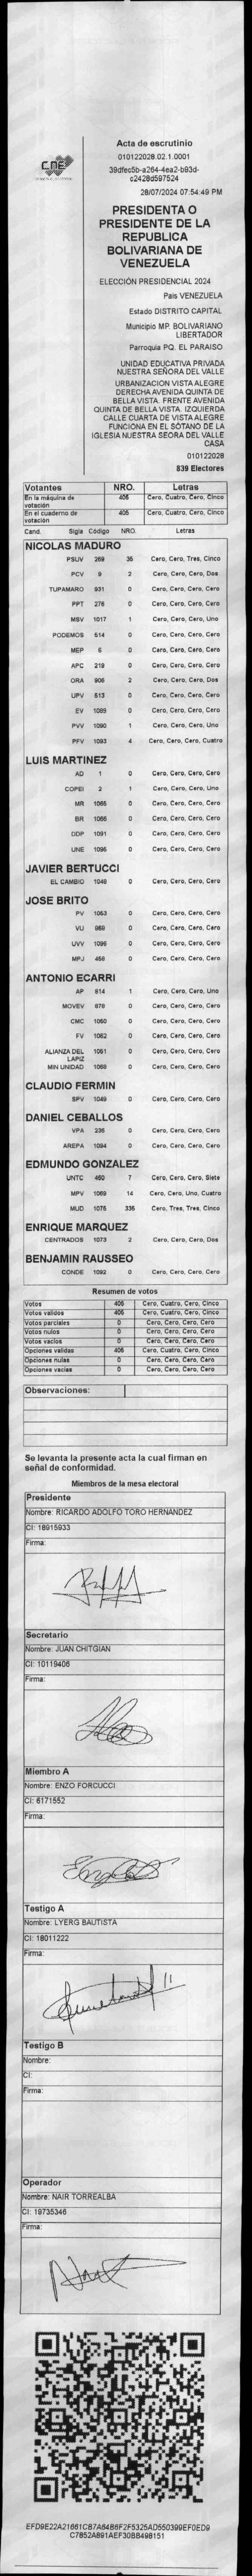 CNE
Acta de escrutinio
010122028.02.1.0001
39dfec5b-a264-4ea2-b93d-
c2428d597524
28/07/2024 07:54:49 PM
PRESIDENTA O
PRESIDENTE DE LA
REPUBLICA
BOLIVARIANA DE
VENEZUELA
ELECCIÓN PRESIDENCIAL 2024
Pais VENEZUELA
Estado DISTRITO CAPITAL
Municipio MP. BOLIVARIANO
LIBERTADOR
Parroquia PQ. EL PARAISO
UNIDAD EDUCATIVA PRIVADA
NUESTRA SEÑORA DEL VALLE
URBANIZACION VISTA ALEGRE
DERECHA AVENIDA QUINTA DE
BELLA VISTA. FRENTE AVENIDA
QUINTA DE BELLA VISTA. IZQUIERDA
CALLE CUARTA DE VISTA ALEGRE
FUNCIONA EN EL SÓTANO DE LA
IGLESIA NUESTRA SEORA DEL VALLE
CASA
010122028
839 Electores
Votantes NRO. Letras
En la máquina de votación 405 Cero, Cuatro, Cero, Cinco
En el cuaderno de votación 405 Cero, Cuatro, Cero, Cinco
Cand. Sigla Código NRO. Letras
NICOLAS MADURO
PSUV 269 35 Cero, Cero, Tres, Cinco
PCV 9 2 Cero, Cero, Cero, Dos
TUPAMARO 931 0 Cero, Cero, Cero, Cero
PPT 276 0 Cero, Cero, Cero, Cero
MSV 1017 1 Cero, Cero, Cero, Uno
PODEMOS 514 0 Cero, Cero, Cero, Cero
MEP 6 0 Cero, Cero, Cero, Cero
APC 219 0 Cero, Cero, Cero, Cero
ORA 906 2 Cero, Cero, Cero, Dos
UPV 513 0 Cero, Cero, Cero, Cero
EV 1089 0 Cero, Cero, Cero, Cero
PVV 1090 1 Cero, Cero, Cero, Uno
PFV 1093 4 Cero, Cero, Cero, Cuatro
LUIS MARTINEZ
AD 1 0 Cero, Cero, Cero, Cero
COPEI 2 1 Cero, Cero, Cero, Uno
MR 1065 0 Cero, Cero, Cero, Cero
BR 1066 0 Cero, Cero, Cero, Cero
DDP 1091 0 Cero, Cero, Cero, Cero
UNE 1095 0 Cero, Cero, Cero, Cero
JAVIER BERTUCCI
EL CAMBIO 1048 0 Cero, Cero, Cero, Cero
JOSE BRITO
PV 1053 0 Cero, Cero, Cero, Cero
VU 969 0 Cero, Cero, Cero, Cero
UVV 1096 0 Cero, Cero, Cero, Cero
MPJ 458 0 Cero, Cero, Cero, Cero
ANTONIO ECARRI
AP 814 1 Cero, Cero, Cero, Uno
MOVEV 878 0 Cero, Cero, Cero, Cero
CMC 1050 0 Cero, Cero, Cero, Cero
FV 1052 0 Cero, Cero, Cero, Cero
ALIANZA DEL LAPIZ 1051 0 Cero, Cero, Cero, Cero
MIN UNIDAD 1068 0 Cero, Cero, Cero, Cero
CLAUDIO FERMIN
SPV 1049 0 Cero, Cero, Cero, Cero
DANIEL CEBALLOS
VPA 236 0 Cero, Cero, Cero, Cero
AREPA 1094 0 Cero, Cero, Cero, Cero
EDMUNDO GONZALEZ
UNTC 460 7 Cero, Cero, Cero, Siete
MPV 1069 14 Cero, Cero, Uno, Cuatro
MUD 1075 335 Cero, Tres, Tres, Cinco
ENRIQUE MARQUEZ
CENTRADOS 1073 2 Cero, Cero, Cero, Dos
BENJAMIN RAUSSEO
CONDE 1092 0 Cero, Cero, Cero, Cero
Resumen de votos
Votos 405 Cero, Cuatro, Cero, Cinco
Votos validos 405 Cero, Cuatro, Cero, Cinco
Votos parciales 0 Cero, Cero, Cero, Cero
Votos nulos 0 Cero, Cero, Cero, Cero
Votos vacios 0 Cero, Cero, Cero, Cero
Opciones validas 405 Cero, Cuatro, Cero, Cinco
Opciones nulas 0 Cero, Cero, Cero, Cero
Opciones vacias 0 Cero, Cero, Cero, Cero
Observaciones:
Se levanta la presente acta la cual firman en
señal de conformidad.
Miembros de la mesa electoral
Presidente
Nombre: RICARDO ADOLFO TORO HERNANDEZ
CI: 18915933
Firma:
Secretario
Nombre: JUAN CHITGIAN
CI: 10119406
Firma:
Miembro A
Nombre: ENZO FORCUCCI
CI: 6171552
Firma:
Testigo A
Nombre: LYERG BAUTISTA
CI: 18011222
Firma:
Testigo B
Nombre:
CI:
Firma:
Operador
Nombre: NAIR TORREALBA
CI: 19735346
Firma:
EFD9E22A21661CB7A6486F2F5325AD550399EF0ED9
C7852A891AEF30BB498151